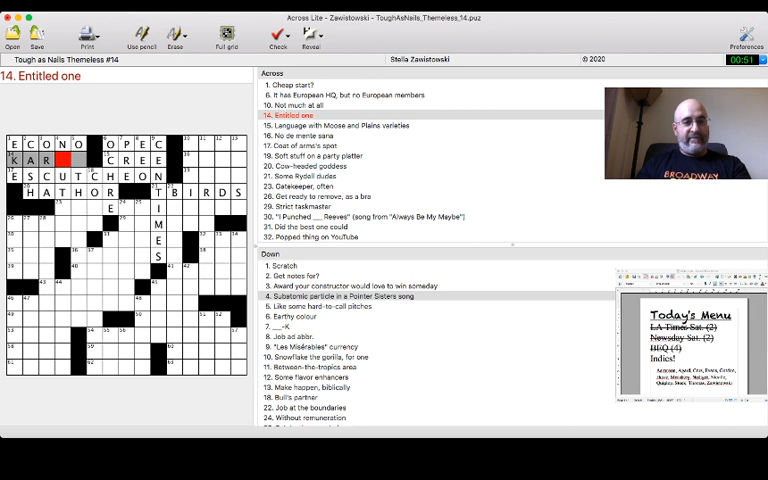 Across Lite - Zawistowski - ToughAsNails_Themeless_14.puz
Open Save Print Use pencil Erase Full grid Check Reveal Preferences
Tough as Nails Themeless #14 Stella Zawistowski © 2020 00:51
14. Entitled one
Across
1. Cheap start?
6. It has European HQ, but no European members
10. Not much at all
14. Entitled one
15. Language with Moose and Plains varieties
16. No de mente sana
17. Coat of arm's spot
19. Soft stuff on a party platter
20. Cow-headed goddess
21. Some Rydell dudes
23. Gatekeeper, often
26. Get ready to remove, as a bra
29. Strict taskmaster
30. "I Punched ___ Reeves" (song from "Always Be My Maybe")
31. Did the best one could
32. Popped thing on YouTube
Down
1. Scratch
2. Get notes for?
3. Award your constructor would love to win someday
4. Subatomic particle in a Pointer Sisters song
5. Like some hard-to-call pitches
6. Earthy colour
7. ___-K
8. Job ad abbr.
9. "Les Misérables" currency
10. Snowflake the gorilla, for one
11. Between-the-tropics area
12. Some flavor enhancers
13. Make happen, biblically
18. Bull's partner
22. Job at the boundaries
24. Without remuneration
ECONO OPEC
KAR CREE
ESCUTCHEON
HATHOR TBIRDS
E I
M
E
S
BROADWAY
Today's Menu
LA Times Sat. (2)
Newsday Sat. (2)
BEQ (4)
Indies!